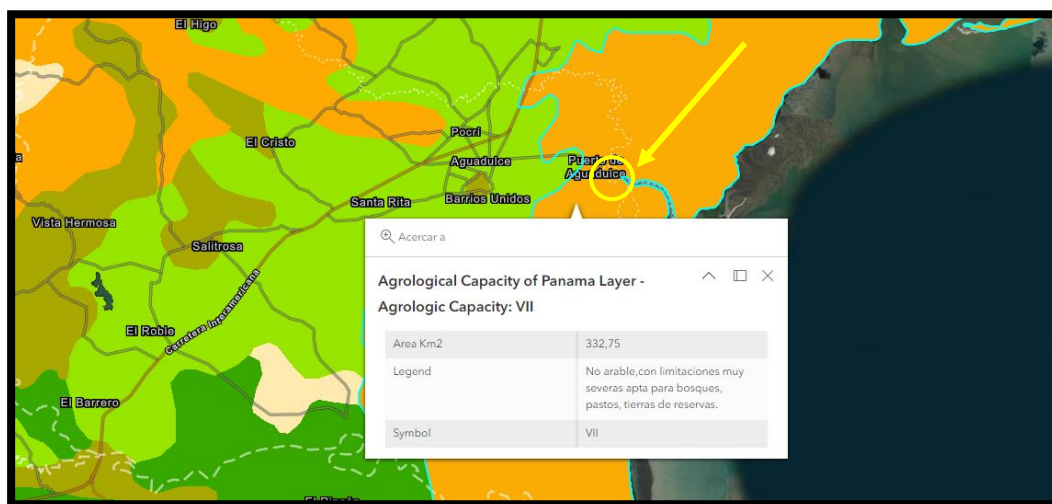 El Higo
Pocrí
El Cristo
Aguadulce
Puerto de
Aguadulce
Barrios Unidos
Santa Rita
Vista Hermosa
Salitrosa
Acercar a
Agrological Capacity of Panama Layer -
Agrologic Capacity: VII
Carretera Interamericana
El Roble
Area Km2 332,75
Legend No arable,con limitaciones muy
severas apta para bosques,
pastos, tierras de reservas.
El Barrero
Symbol VII